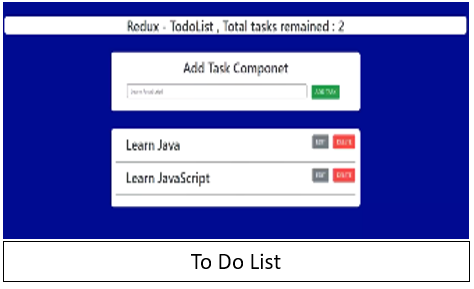 Redux - TodoList , Total tasks remained : 2
Add Task Componet
ADD TASK
Learn Java
EDIT DELETE
Learn JavaScript
EDIT DELETE
To Do List